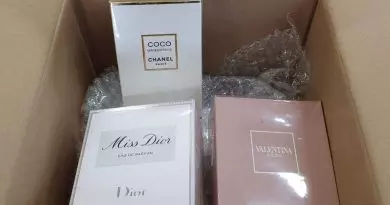 COCO
MADEMOISELLE
CHANEL
PARIS
Miss Dior
EAU DE PARFUM
Dior
VALENTINA